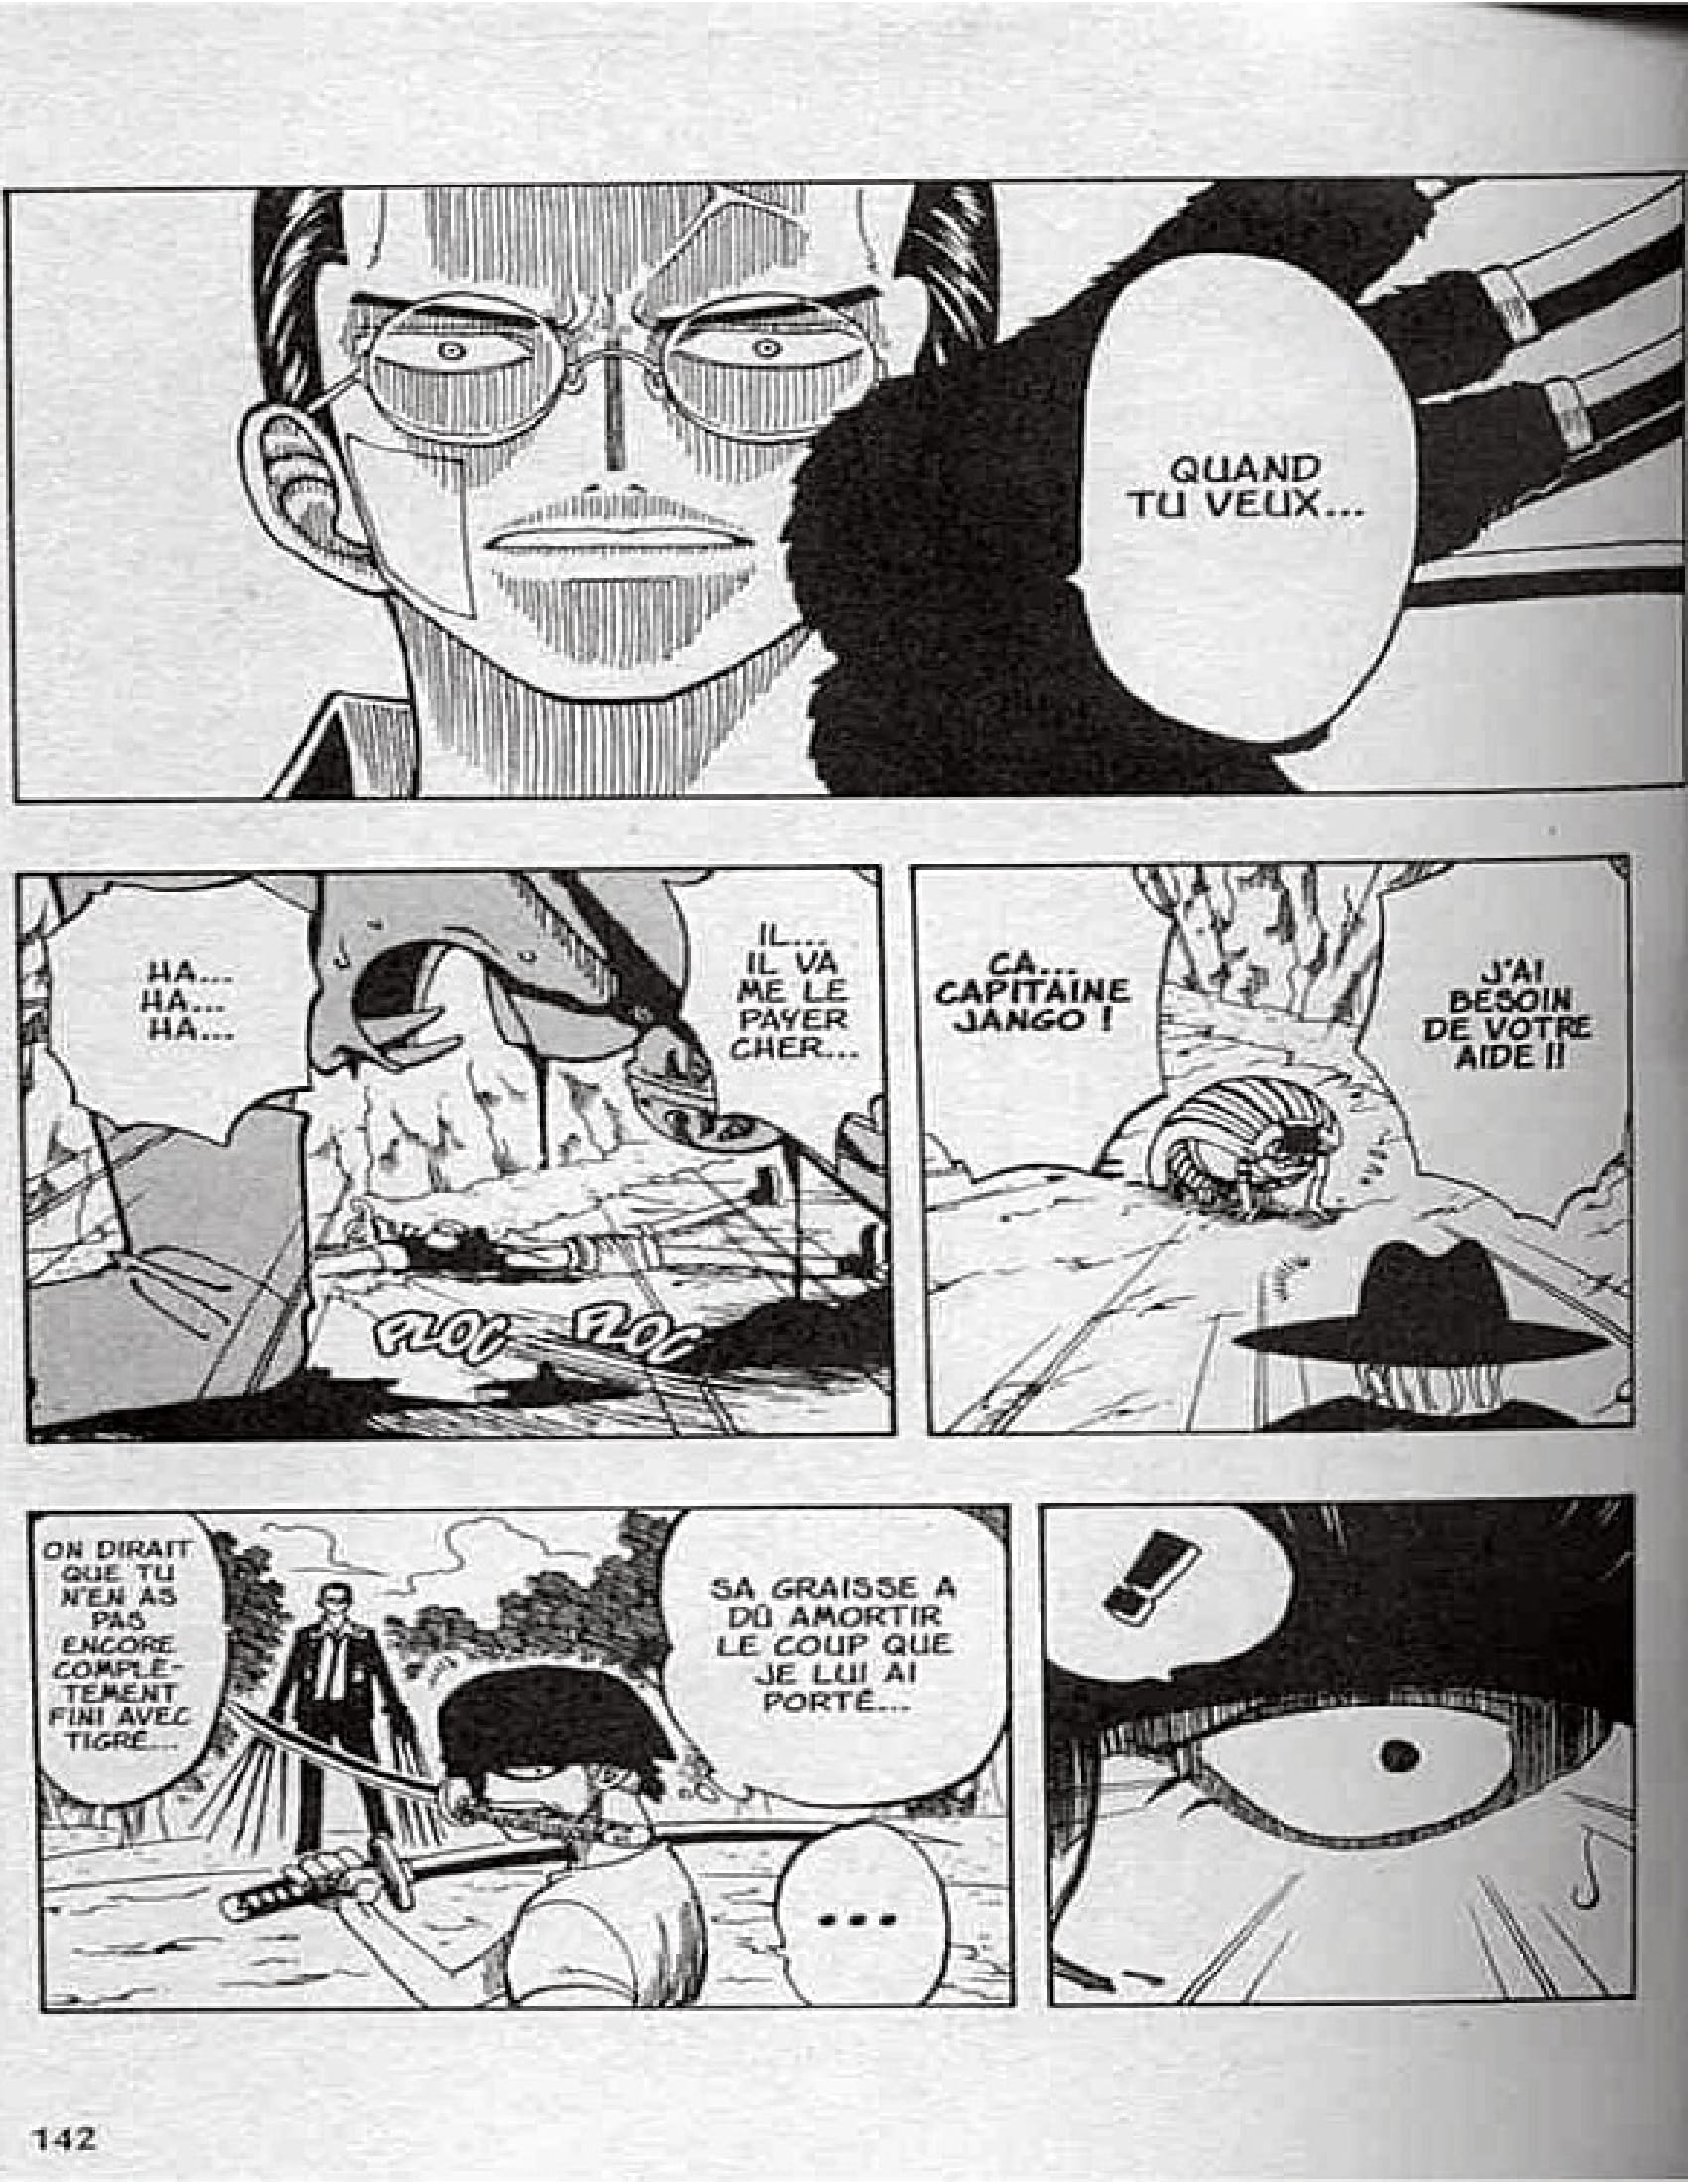 QUAND
TU VEUX...
J'AI
BESOIN
DE VOTRE
AIDE !!
CA...
CAPITAINE
JANGO !
IL...
IL VA
ME LE
PAYER
CHER...
HA...
HA...
HA...
PLOC
FLOC
!
SA GRAISSE A
DÛ AMORTIR
LE COUP QUE
JE LUI AI
PORTÉ...
ON DIRAIT
QUE TU
N'EN AS
PAS
ENCORE
COMPLÈ-
TEMENT
FINI AVEC
TIGRE...
...
142